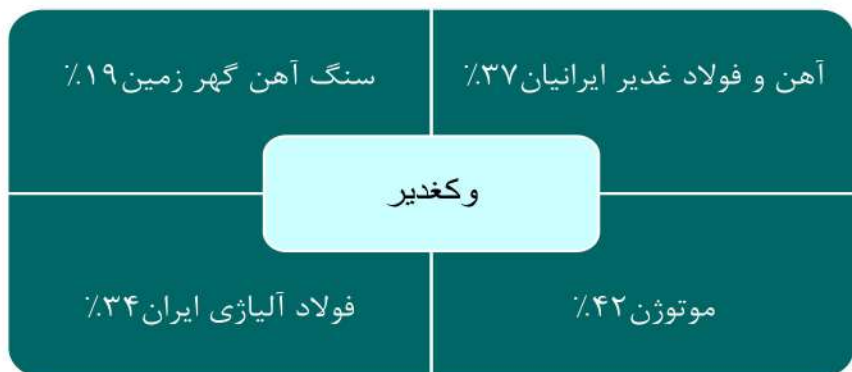 آهن و فولاد غدیر ایرانیان۳۷٪
سنگ آهن گهر زمین۱۹٪
وکغدیر
موتوژن۴۲٪
فولاد آلیاژی ایران۳۴٪